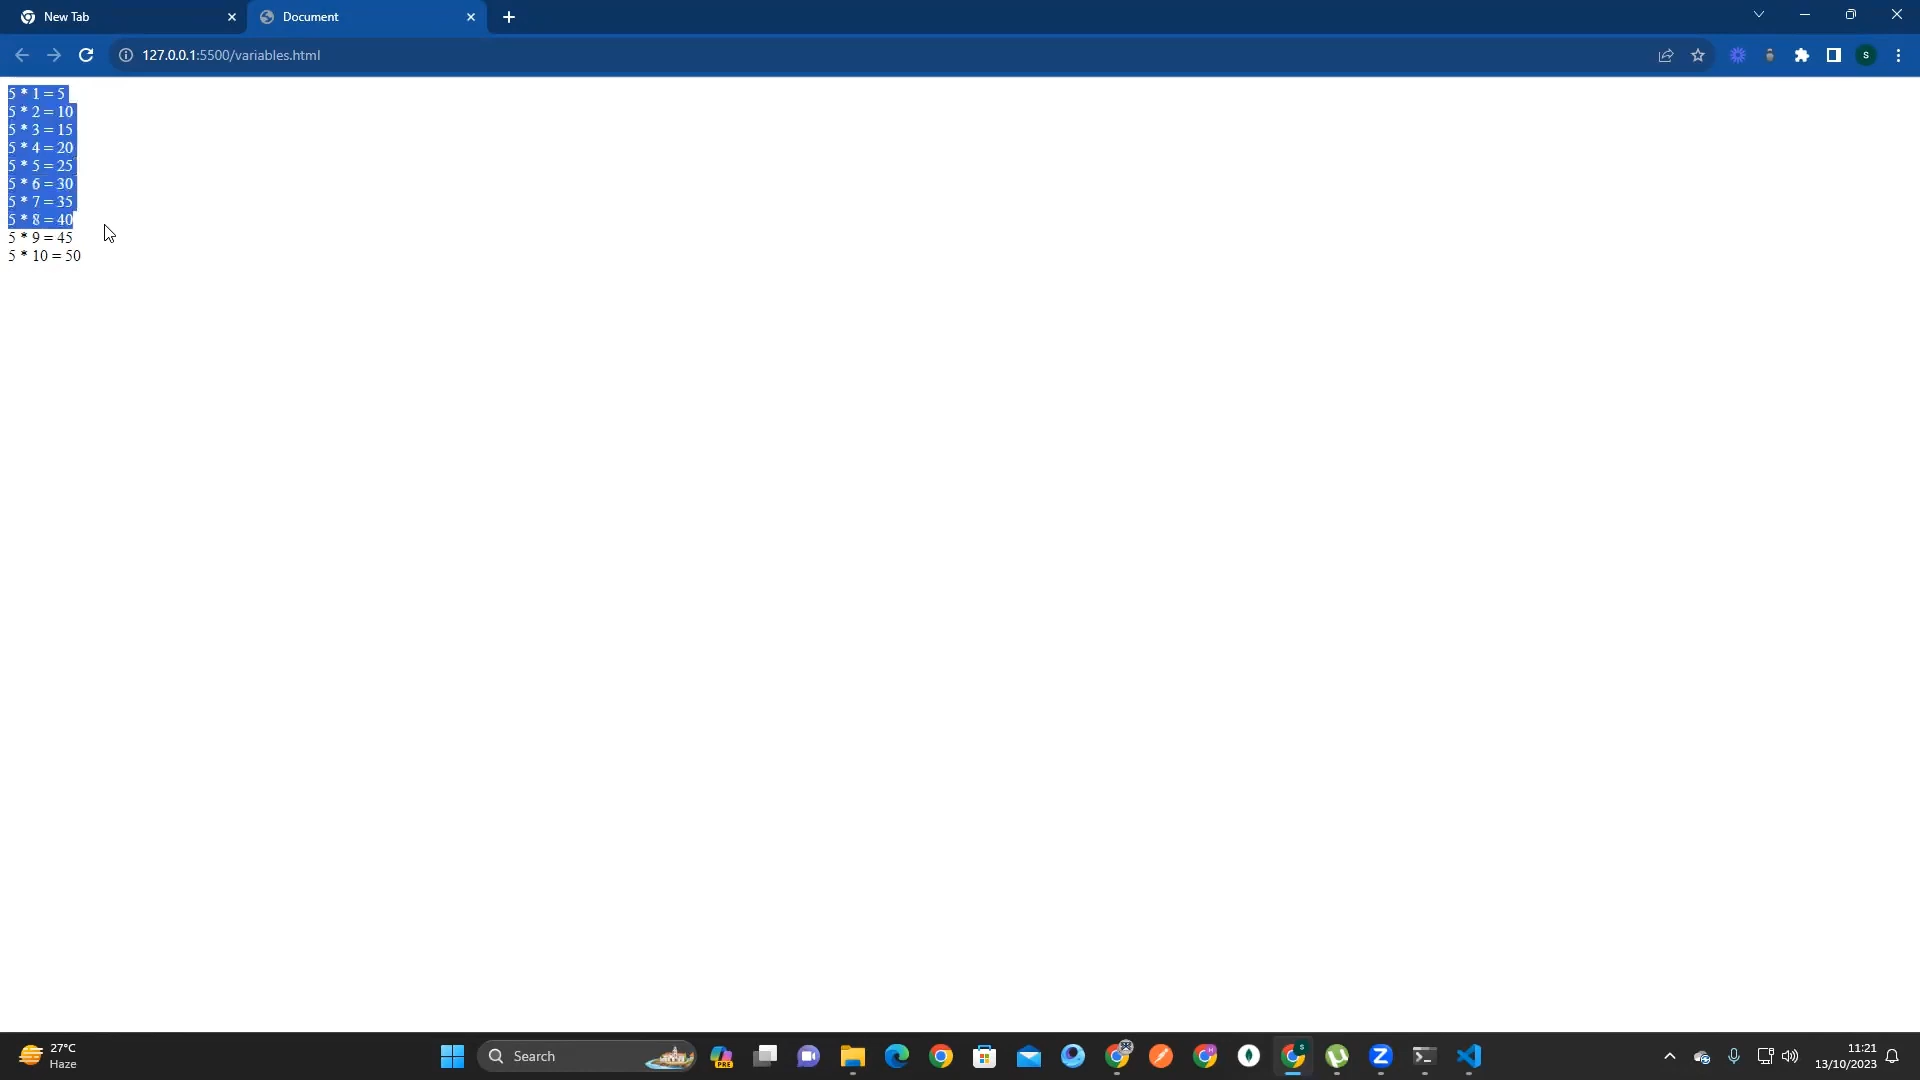 New Tab
Document
127.0.0.1:5500/variables.html
S
5 * 1 = 5
5 * 2 = 10
5 * 3 = 15
5 * 4 = 20
5 * 5 = 25
5 * 6 = 30
5 * 7 = 35
5 * 8 = 40
5 * 9 = 45
5 * 10 = 50
27°C
Haze
Search
PRE
11:21
13/10/2023